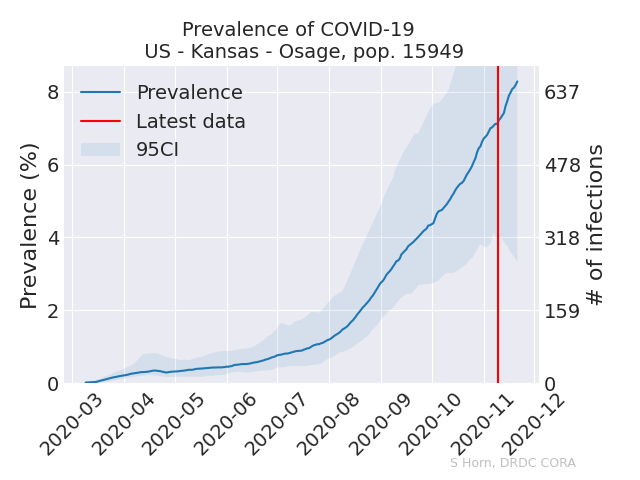 Prevalence of COVID-19
US - Kansas - Osage, pop. 15949
Prevalence
Latest data
95CI
Prevalence (%)
8
6
4
2
0
637
478
318
159
0
# of infections
2020-03
2020-04
2020-05
2020-06
2020-07
2020-08
2020-09
2020-10
2020-11
2020-12
S Horn, DRDC CORA